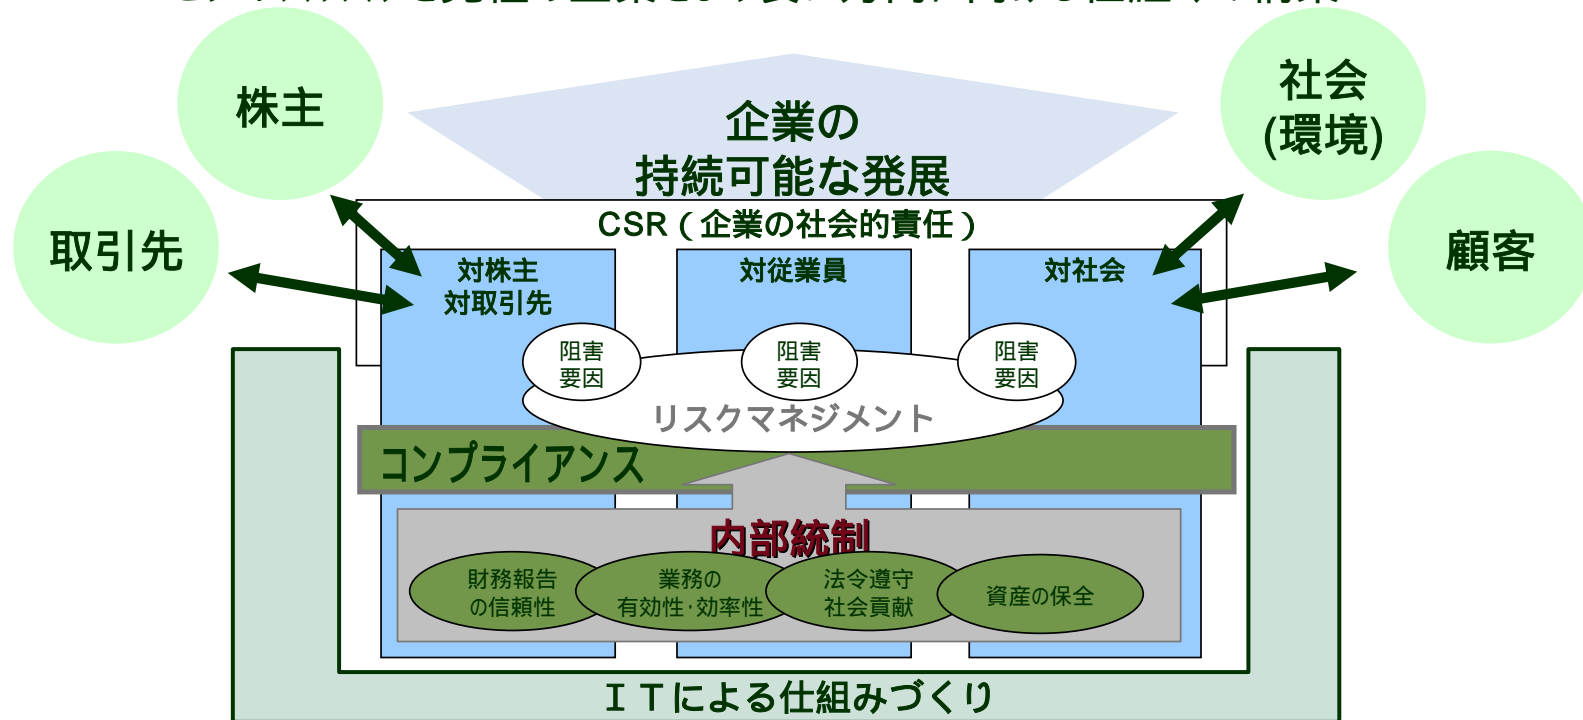 株主
社会
(環境)
企業の
持続可能な発展
取引先
顧客
CSR(企業の社会的責任)
対株主
対取引先
対従業員
対社会
阻害
要因
阻害
要因
阻害
要因
リスクマネジメント
コンプライアンス
内部統制
財務報告
の信頼性
業務の
有効性・効率性
法令遵守
社会貢献
資産の保全
ITによる仕組みづくり